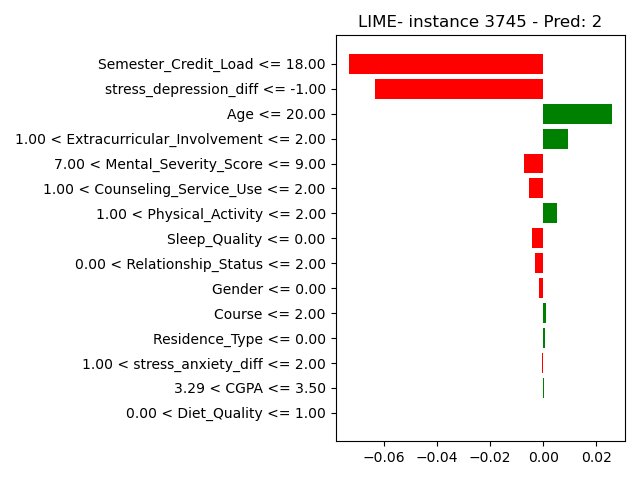 LIME- instance 3745 - Pred: 2
Semester_Credit_Load <= 18.00
stress_depression_diff <= -1.00
Age <= 20.00
1.00 < Extracurricular_Involvement <= 2.00
7.00 < Mental_Severity_Score <= 9.00
1.00 < Counseling_Service_Use <= 2.00
1.00 < Physical_Activity <= 2.00
Sleep_Quality <= 0.00
0.00 < Relationship_Status <= 2.00
Gender <= 0.00
Course <= 2.00
Residence_Type <= 0.00
1.00 < stress_anxiety_diff <= 2.00
3.29 < CGPA <= 3.50
0.00 < Diet_Quality <= 1.00
−0.06 −0.04 −0.02 0.00 0.02